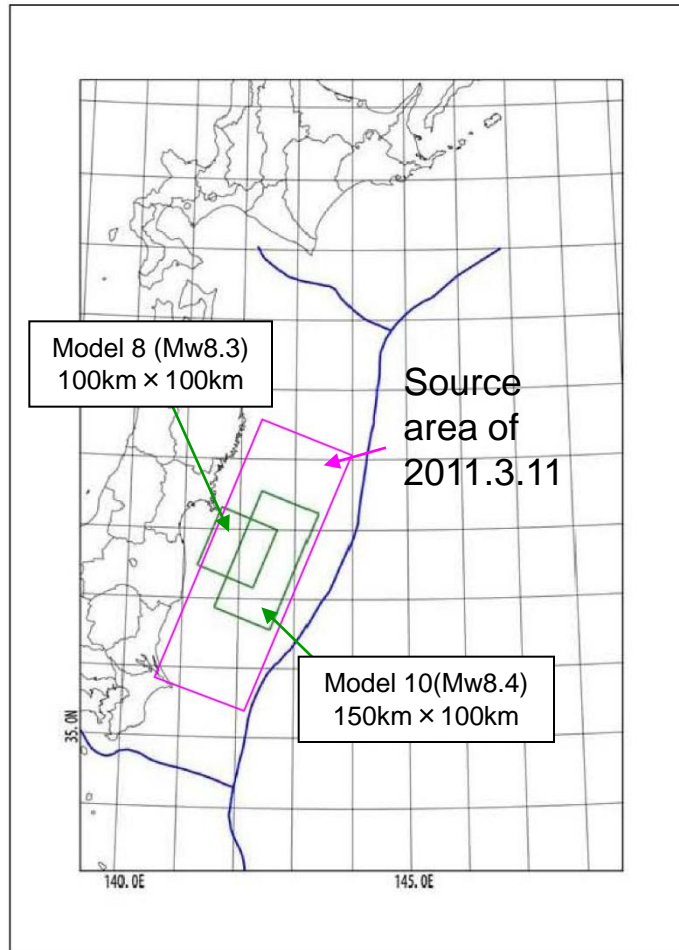 Model 8 (Mw8.3)
100km × 100km
Source
area of
2011.3.11
Model 10(Mw8.4)
150km × 100km
35.0N
140.0E
145.0E